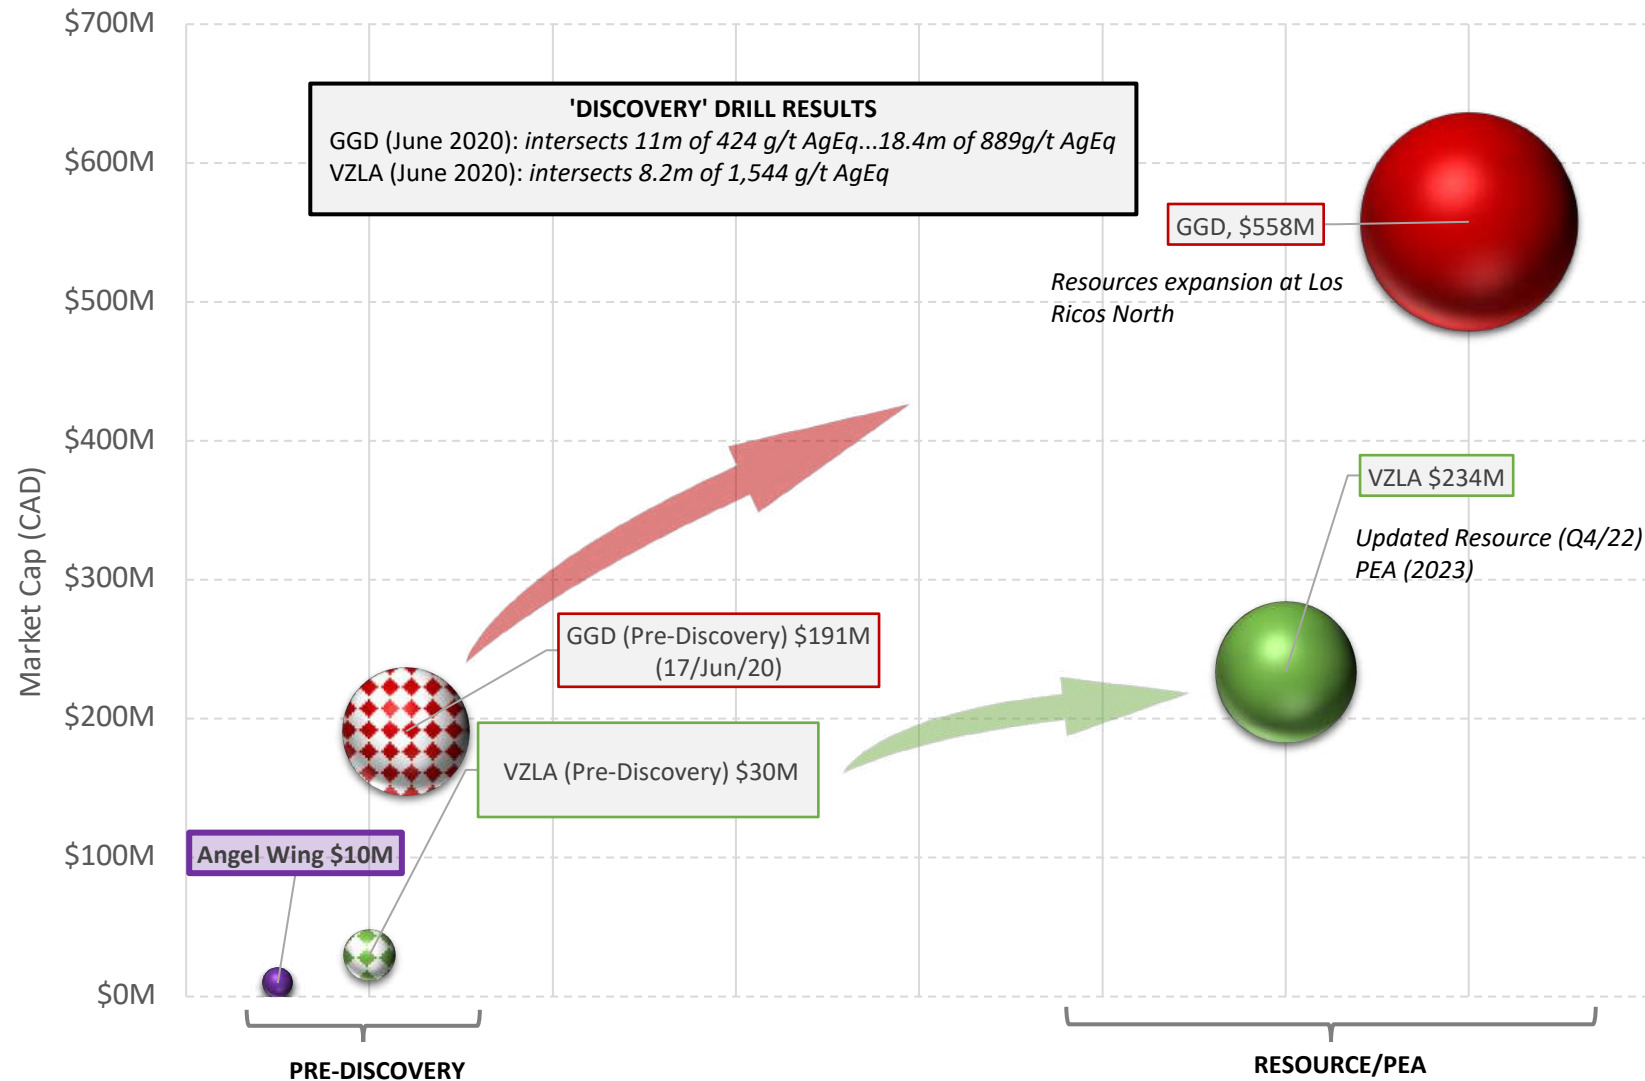 $700M
'DISCOVERY' DRILL RESULTS
GGD (June 2020): intersects 11m of 424 g/t AgEq...18.4m of 889g/t AgEq
VZLA (June 2020): intersects 8.2m of 1,544 g/t AgEq
$600M
GGD, $558M
Resources expansion at Los
Ricos North
$500M
$400M
VZLA $234M
Updated Resource (Q4/22)
PEA (2023)
Market Cap (CAD)
$300M
GGD (Pre-Discovery) $191M
(17/Jun/20)
$200M
VZLA (Pre-Discovery) $30M
$100M
Angel Wing $10M
$0M
PRE-DISCOVERY
RESOURCE/PEA